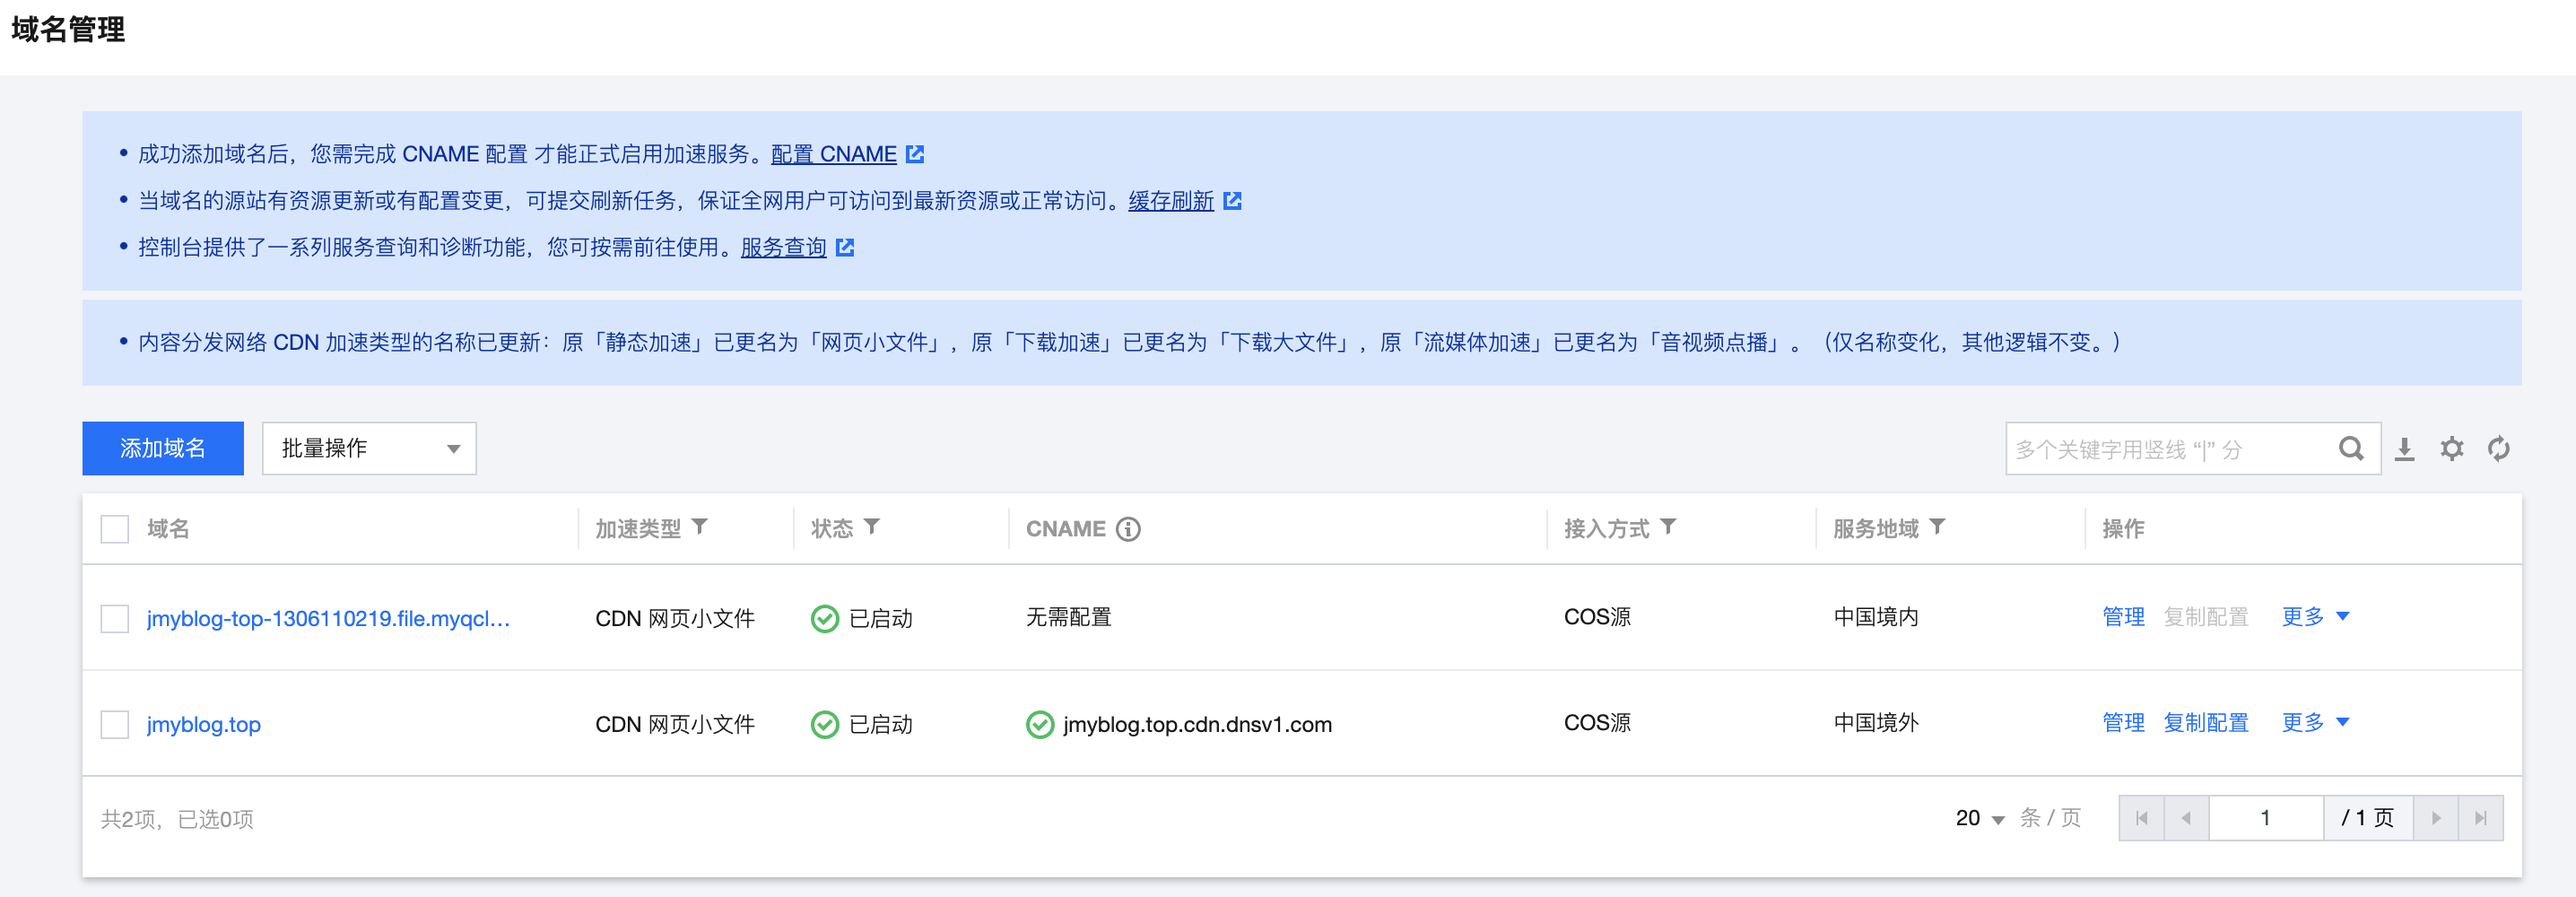 域名管理
成功添加域名后，您需完成 CNAME 配置 才能正式启用加速服务。配置 CNAME
当域名的源站有资源更新或有配置变更，可提交刷新任务，保证全网用户可访问到最新资源或正常访问。缓存刷新
控制台提供了一系列服务查询和诊断功能，您可按需前往使用。服务查询
内容分发网络 CDN 加速类型的名称已更新：原「静态加速」已更名为「网页小文件」，原「下载加速」已更名为「下载大文件」，原「流媒体加速」已更名为「音视频点播」。（仅名称变化，其他逻辑不变。）
添加域名 批量操作 多个关键字用竖线 “|” 分
域名 加速类型 状态 CNAME 接入方式 服务地域 操作
jmyblog-top-1306110219.file.myqcl... CDN 网页小文件 已启动 无需配置 COS源 中国境内 管理 复制配置 更多
jmyblog.top CDN 网页小文件 已启动 jmyblog.top.cdn.dnsv1.com COS源 中国境外 管理 复制配置 更多
共2项，已选0项 20 条 / 页 1 / 1 页